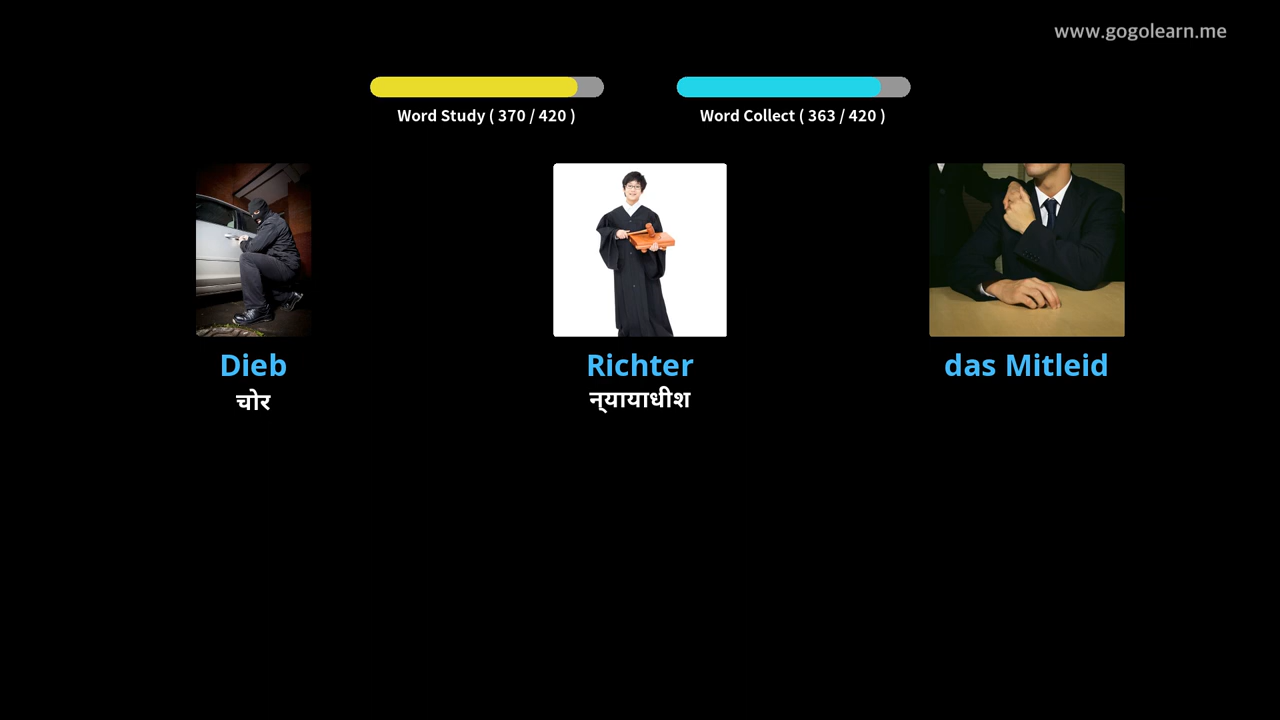 www.gogolearn.me
Word Study ( 370 / 420 )
Word Collect ( 363 / 420 )
Dieb
चोर
Richter
न्‌यायाधीश
das Mitleid